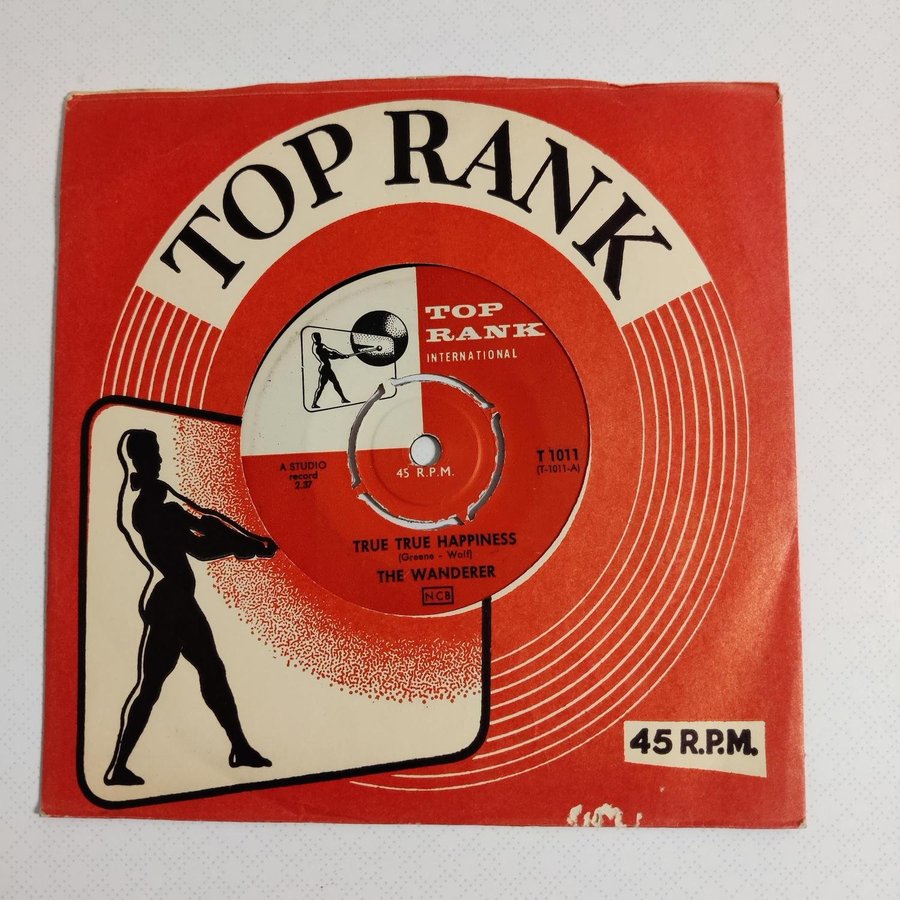 TOP RANK
TOP
RANK
INTERNATIONAL
A STUDIO
record
2.37
45 R.P.M.
T 1011
(T-1011-A)
TRUE TRUE HAPPINESS
(Greene - Wolf)
THE WANDERER
NCB
45 R.P.M.